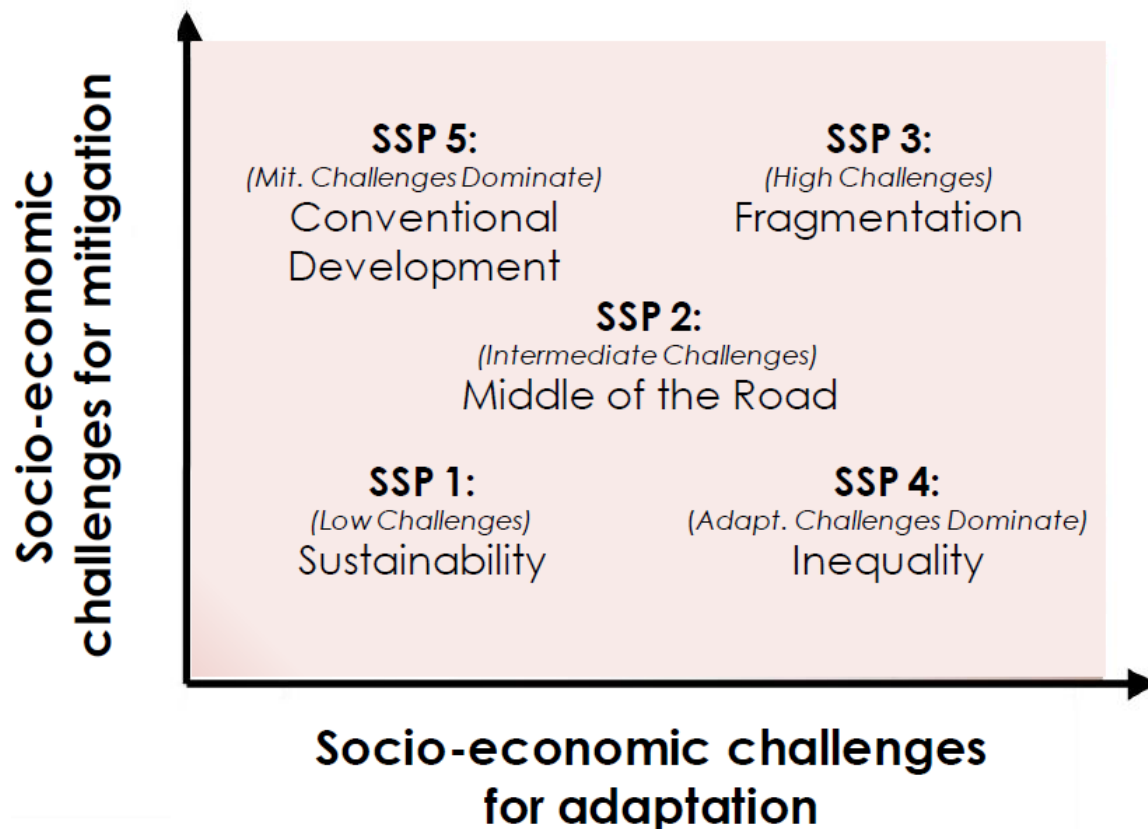 Socio-economic
challenges for mitigation
SSP 5:
(Mit. Challenges Dominate)
Conventional
Development
SSP 3:
(High Challenges)
Fragmentation
SSP 2:
(Intermediate Challenges)
Middle of the Road
SSP 1:
(Low Challenges)
Sustainability
SSP 4:
(Adapt. Challenges Dominate)
Inequality
Socio-economic challenges
for adaptation